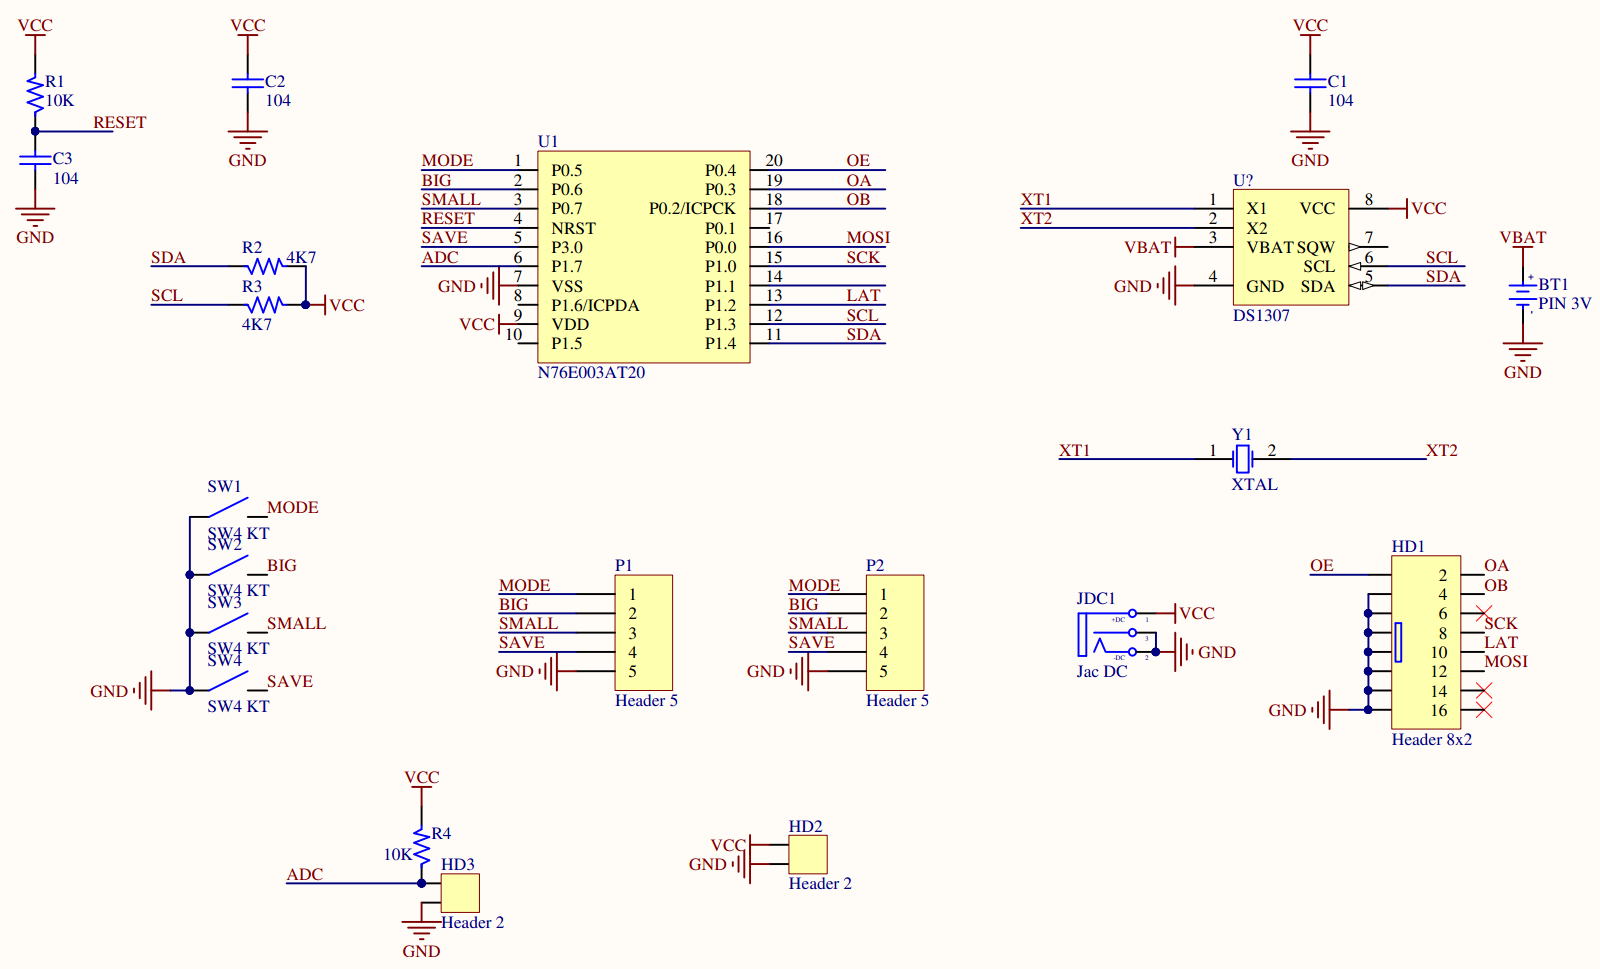 VCC
R1
10K
RESET
C3
104
GND
VCC
C2
104
GND
SDA
R2
4K7
SCL
R3
4K7
VCC
U1
MODE 1 P0.5
BIG 2 P0.6
SMALL 3 P0.7
RESET 4 NRST
SAVE 5 P3.0
ADC 6 P1.7
GND 7 VSS
8 P1.6/ICPDA
VCC 9 VDD
10 P1.5
P0.4 20 OE
P0.3 19 OA
P0.2/ICPCK 18 OB
P0.1 17
P0.0 16 MOSI
P1.0 15 SCK
P1.1 14
P1.2 13 LAT
P1.3 12 SCL
P1.4 11 SDA
N76E003AT20
VCC
C1
104
GND
U?
XT1 1 X1
XT2 2 X2
VBAT 3 VBAT
GND 4 GND
VCC 8 VCC
SQW 7
SCL 6 SCL
SDA 5 SDA
DS1307
VBAT
+
BT1
PIN 3V
GND
XT1 1 Y1 2 XT2
XTAL
SW1
MODE
SW4 KT
SW2
BIG
SW4 KT
SW3
SMALL
SW4 KT
SW4
SAVE
GND
SW4 KT
P1
MODE 1
BIG 2
SMALL 3
SAVE 4
GND 5
Header 5
P2
MODE 1
BIG 2
SMALL 3
SAVE 4
GND 5
Header 5
JDC1
+DC 1 VCC
3
-DC 2 GND
Jac DC
HD1
OE 2 OA
4 OB
6
8 SCK
10 LAT
12 MOSI
14
GND 16
Header 8x2
VCC
R4
10K
HD3
ADC
Header 2
GND
HD2
VCC
GND
Header 2